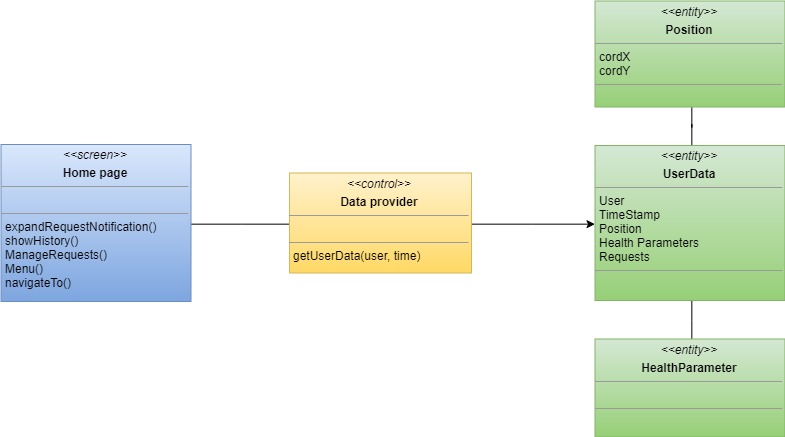 <<entity>>
Position
cordX
cordY
<<screen>>
Home page
expandRequestNotification()
showHistory()
ManageRequests()
Menu()
navigateTo()
<<control>>
Data provider
getUserData(user, time)
<<entity>>
UserData
User
TimeStamp
Position
Health Parameters
Requests
<<entity>>
HealthParameter